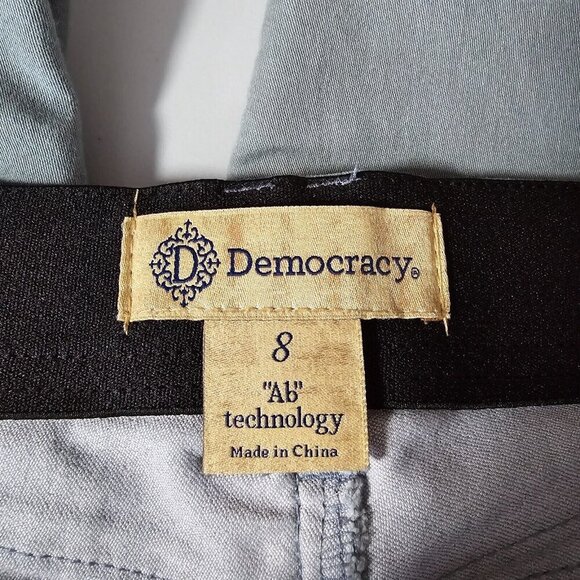 D Democracy®
8
"Ab"
technology
Made in China